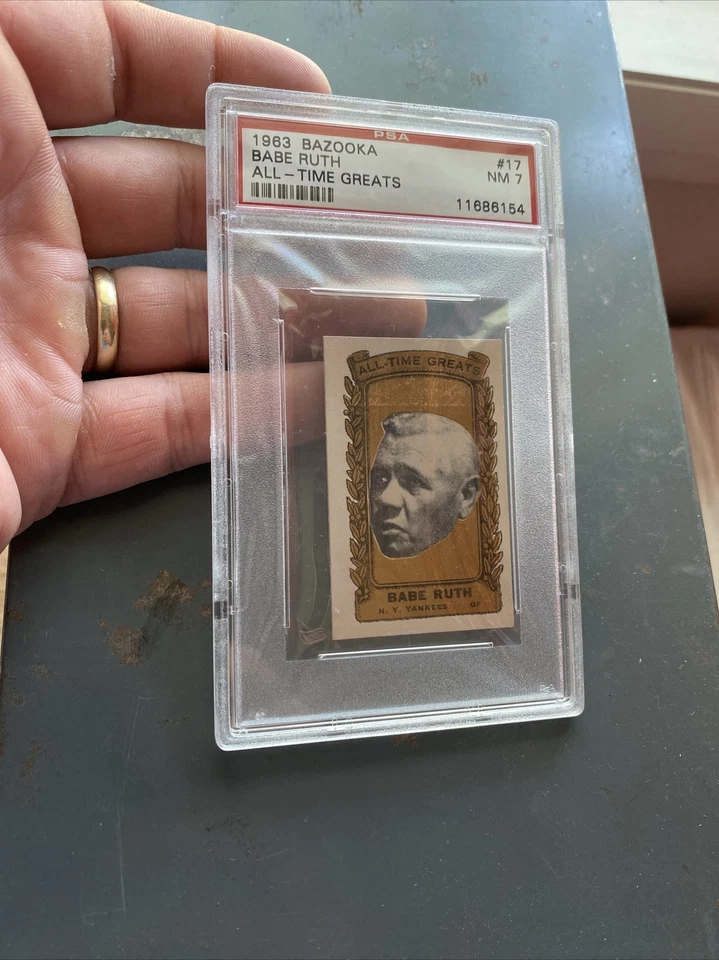 PSA
1963 BAZOOKA #17
BABE RUTH NM 7
ALL-TIME GREATS
11686154
ALL-TIME GREATS
BABE RUTH
N. Y. YANKEES OF